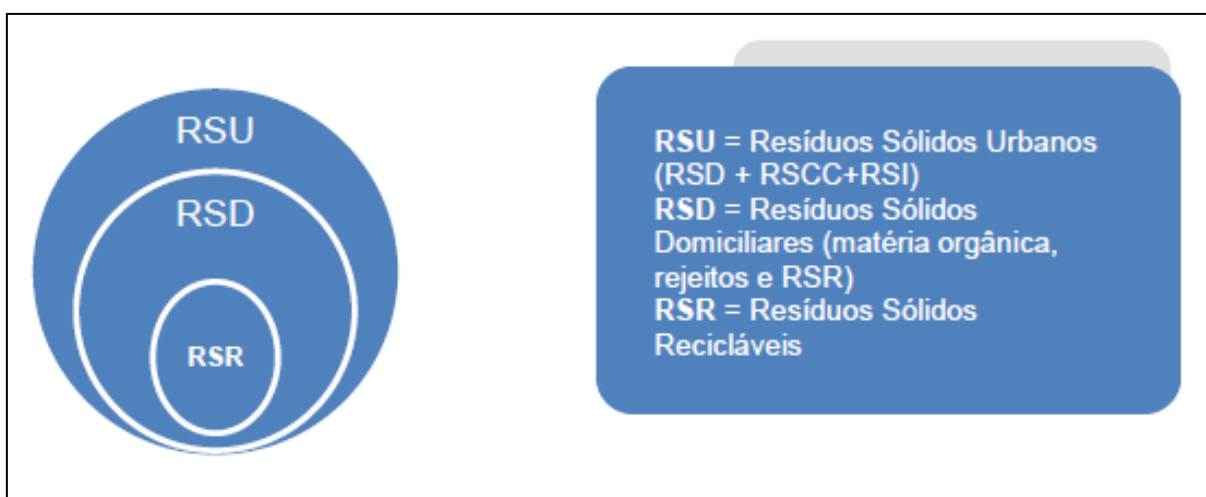 RSU
RSD
RSR
RSU = Resíduos Sólidos Urbanos
(RSD + RSCC+RSI)
RSD = Resíduos Sólidos
Domiciliares (matéria orgânica,
rejeitos e RSR)
RSR = Resíduos Sólidos
Recicláveis